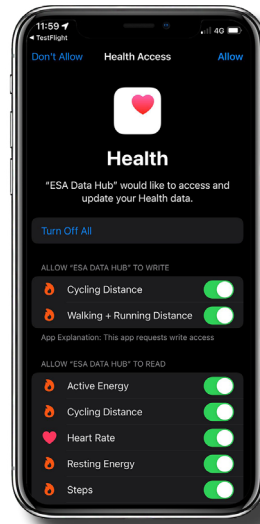 11:59
4G
◀ TestFlight
Don't Allow Health Access Allow
Health
"ESA Data Hub" would like to access and
update your Health data.
Turn Off All
ALLOW "ESA DATA HUB" TO WRITE
Cycling Distance
Walking + Running Distance
App Explanation: This app requests write access
ALLOW "ESA DATA HUB" TO READ
Active Energy
Cycling Distance
Heart Rate
Resting Energy
Steps